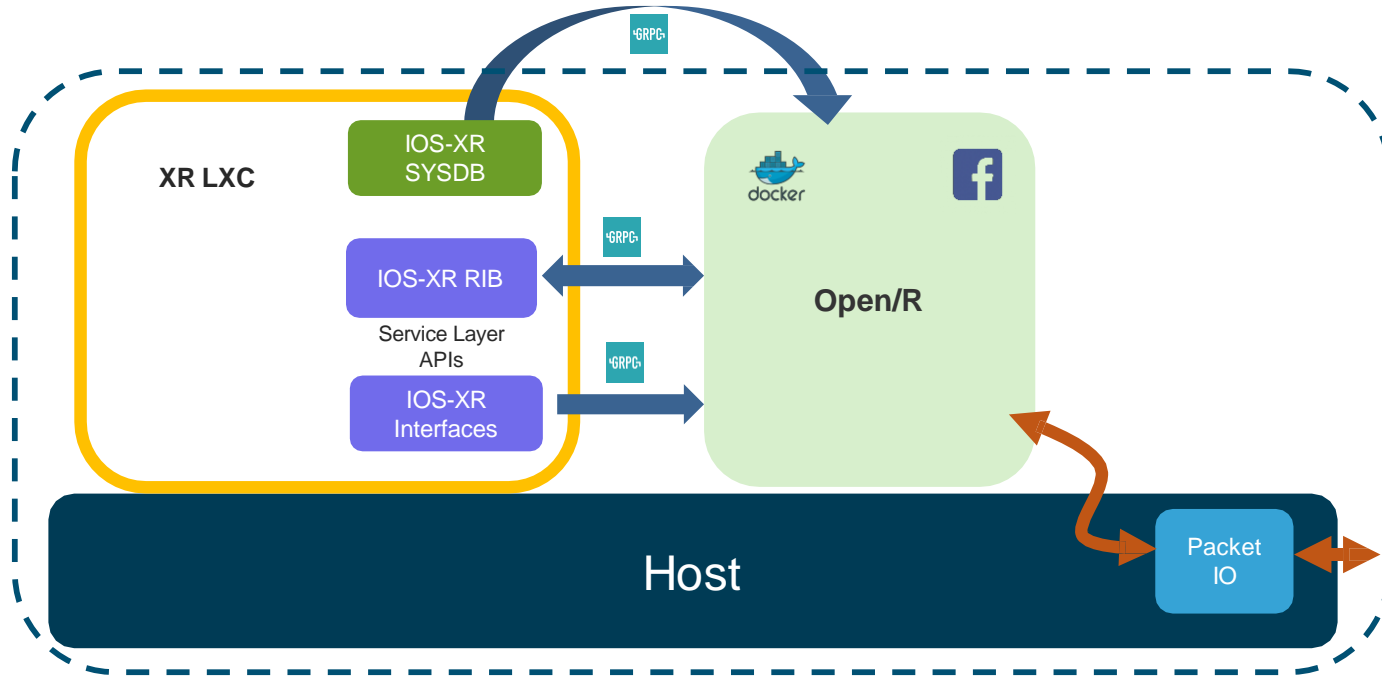 GRPC
IOS-XR
SYSDB
XR LXC
docker
f
GRPC
IOS-XR RIB
Open/R
Service Layer
APIs
GRPC
IOS-XR
Interfaces
Host
Packet
IO